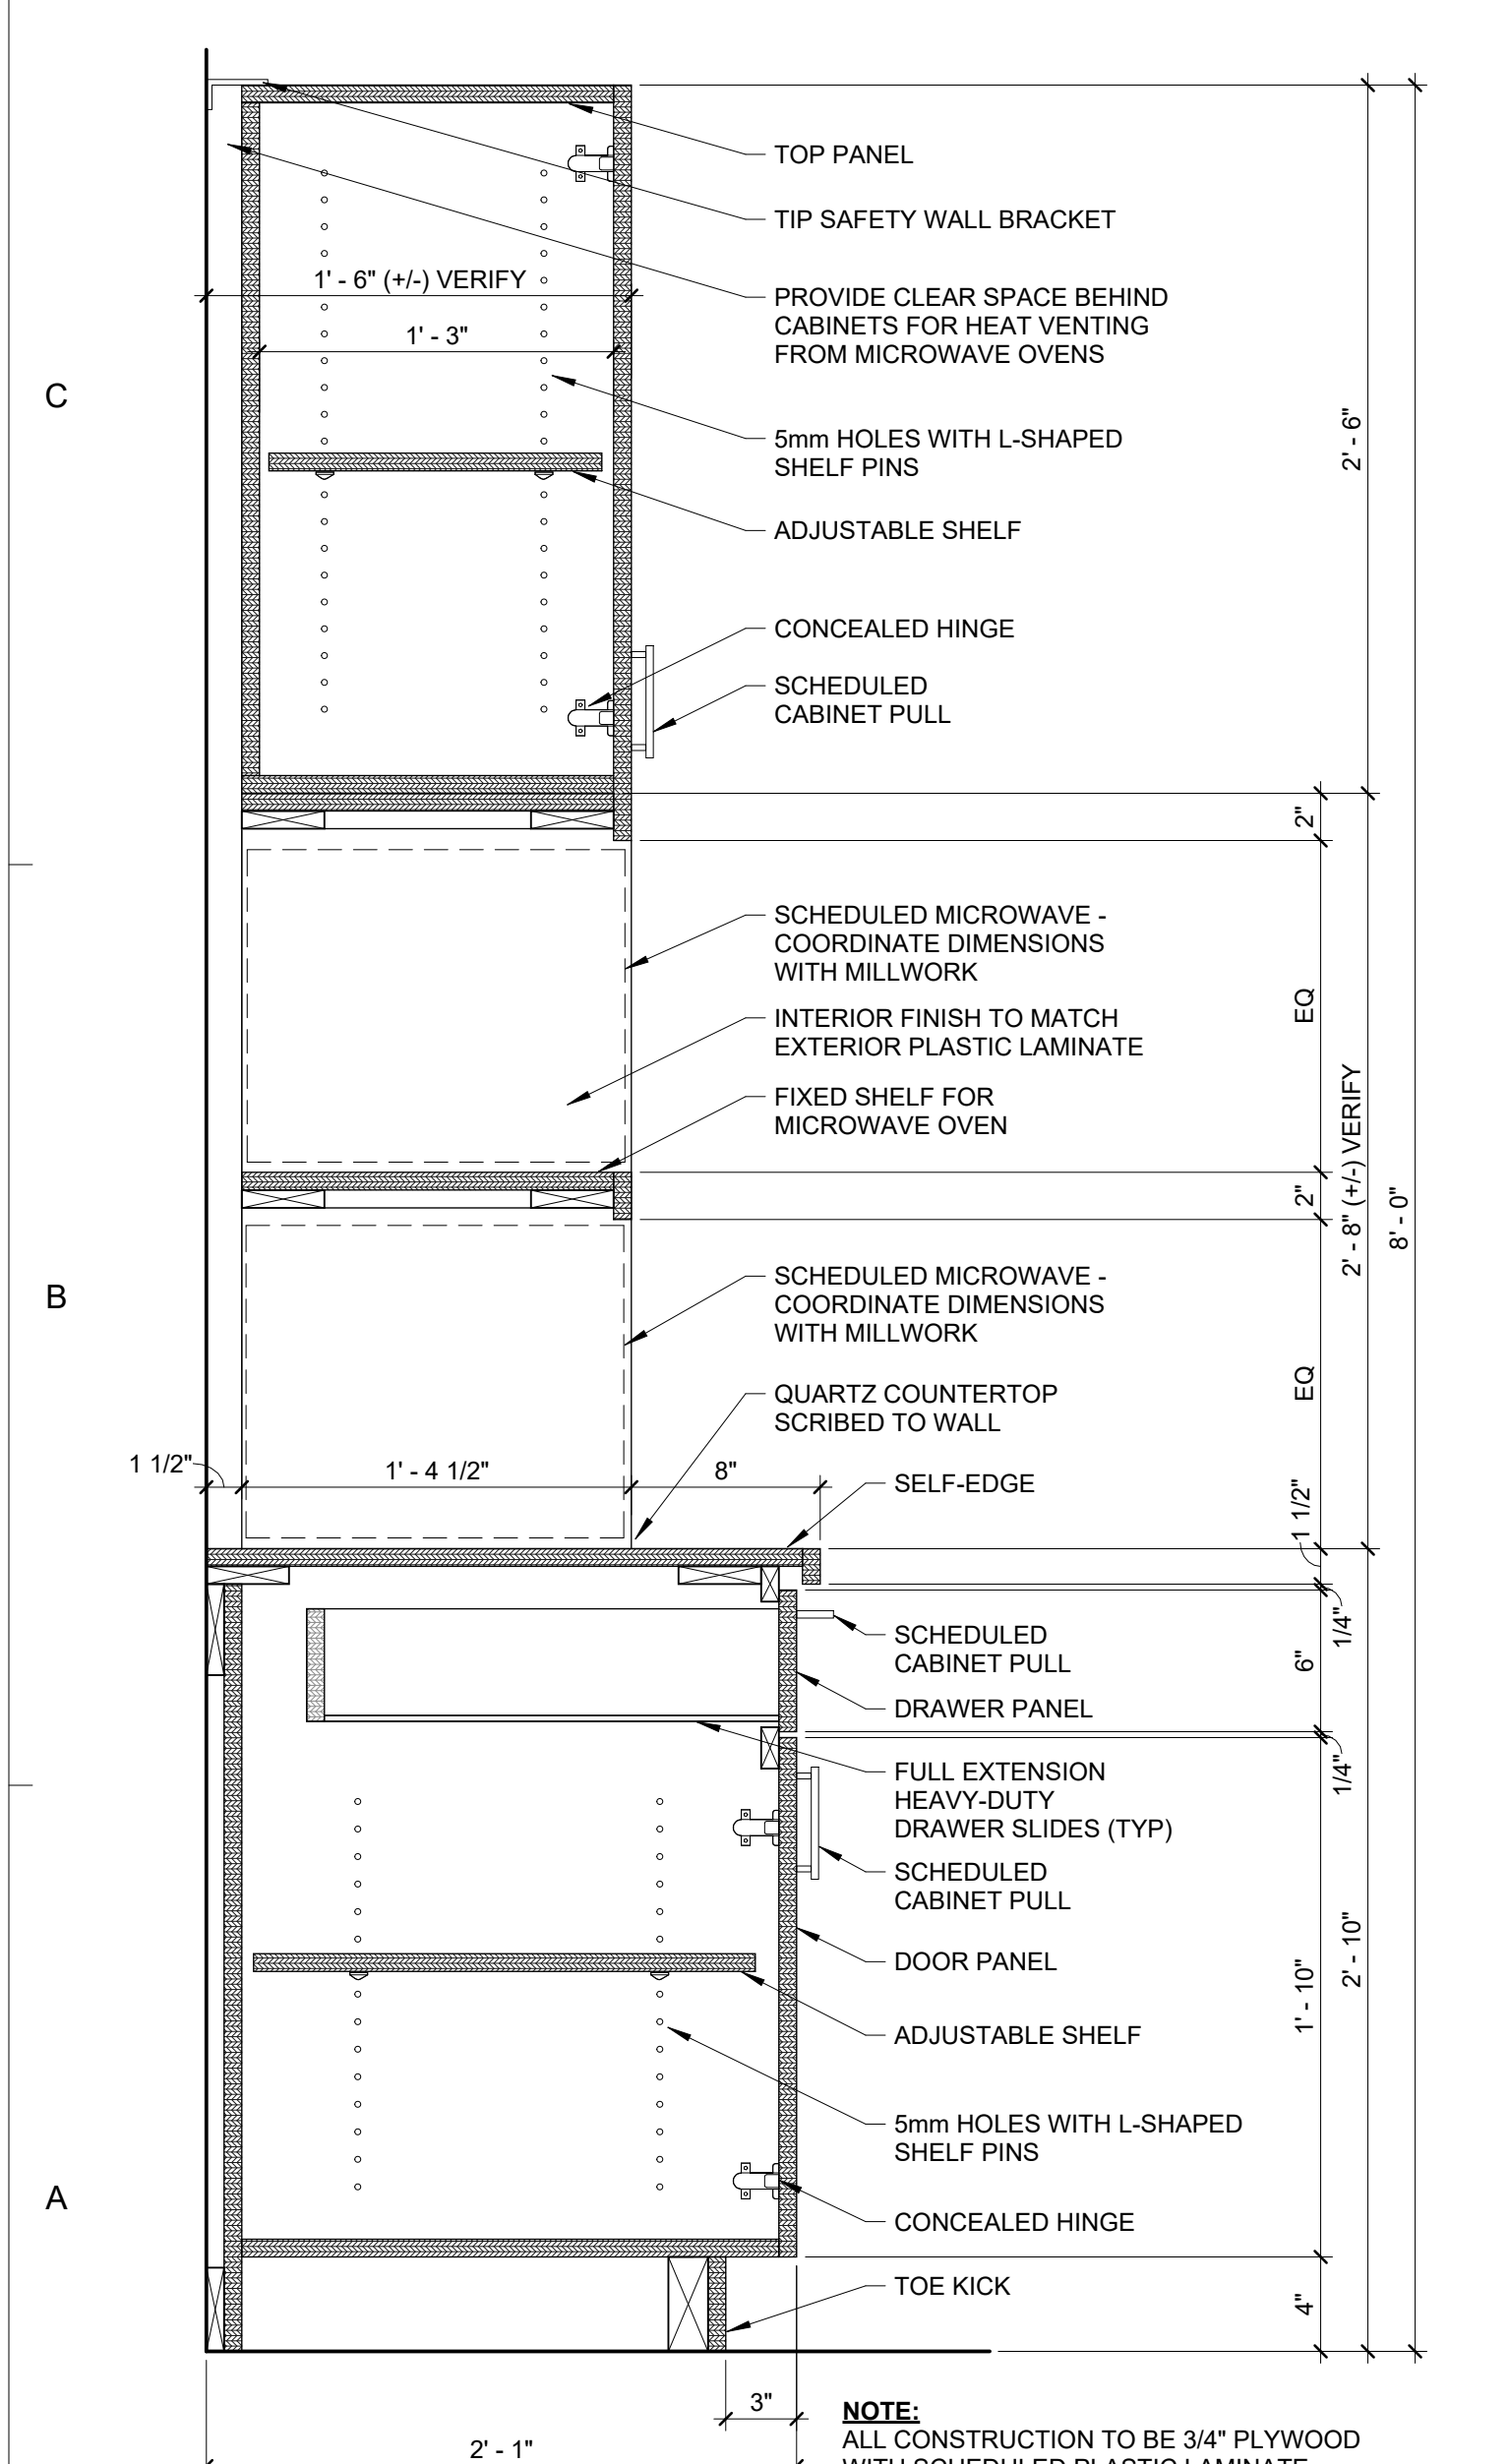 TOP PANEL
TIP SAFETY WALL BRACKET
1' - 6" (+/-) VERIFY
PROVIDE CLEAR SPACE BEHIND
CABINETS FOR HEAT VENTING
FROM MICROWAVE OVENS
1' - 3"
C
5mm HOLES WITH L-SHAPED
SHELF PINS
2' - 6"
ADJUSTABLE SHELF
CONCEALED HINGE
SCHEDULED
CABINET PULL
2"
SCHEDULED MICROWAVE -
COORDINATE DIMENSIONS
WITH MILLWORK
EQ
INTERIOR FINISH TO MATCH
EXTERIOR PLASTIC LAMINATE
FIXED SHELF FOR
MICROWAVE OVEN
2' - 8" (+/-) VERIFY
2"
8' - 0"
B
SCHEDULED MICROWAVE -
COORDINATE DIMENSIONS
WITH MILLWORK
EQ
QUARTZ COUNTERTOP
SCRIBED TO WALL
1 1/2"
1' - 4 1/2"
8"
SELF-EDGE
1 1/2"
1/4"
SCHEDULED
CABINET PULL
6"
DRAWER PANEL
1/4"
FULL EXTENSION
HEAVY-DUTY
DRAWER SLIDES (TYP)
SCHEDULED
CABINET PULL
DOOR PANEL
2' - 10"
1' - 10"
ADJUSTABLE SHELF
5mm HOLES WITH L-SHAPED
SHELF PINS
A
CONCEALED HINGE
TOE KICK
4"
3"
2' - 1"
NOTE:
ALL CONSTRUCTION TO BE 3/4" PLYWOOD
WITH SCHEDULED PLASTIC LAMINATE